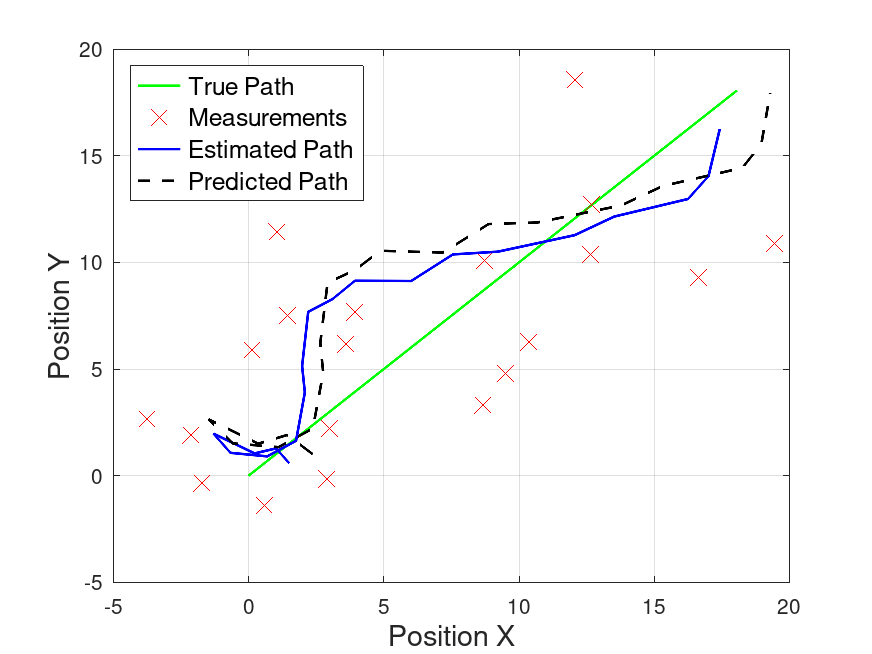 20
15
10
5
0
-5
-5
0
5
10
15
20
Position X
Position Y
True Path
Measurements
Estimated Path
Predicted Path